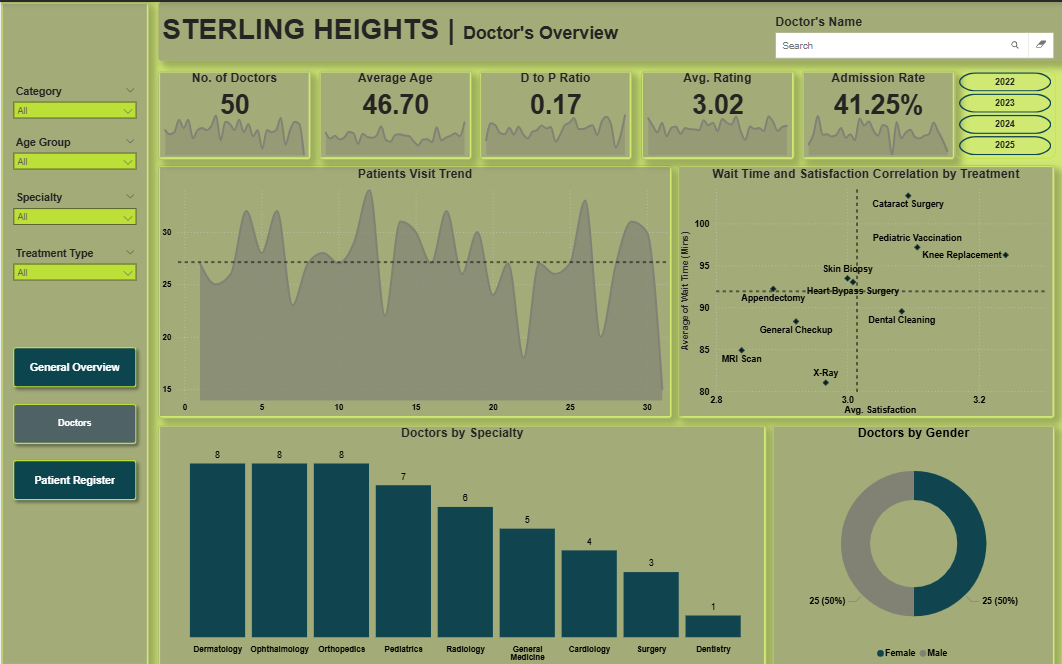 STERLING HEIGHTS | Doctor's Overview
Doctor's Name
Search
Category
All
Age Group
All
Specialty
All
Treatment Type
All
General Overview
Doctors
Patient Register
No. of Doctors
50
Average Age
46.70
D to P Ratio
0.17
Avg. Rating
3.02
Admission Rate
41.25%
2022
2023
2024
2025
Patients Visit Trend
30
25
20
15
0 5 10 15 20 25 30
Wait Time and Satisfaction Correlation by Treatment
Average of Wait Time (Mins)
100
95
90
85
80
Cataract Surgery
Pediatric Vaccination
Knee Replacement
Skin Biopsy
Heart Bypass Surgery
Appendectomy
Dental Cleaning
General Checkup
MRI Scan
X-Ray
2.8 3.0 3.2
Avg. Satisfaction
Doctors by Specialty
8 8 8 7 6 5 4 3 1
Dermatology Ophthalmology Orthopedics Pediatrics Radiology General Medicine Cardiology Surgery Dentistry
Doctors by Gender
25 (50%)
25 (50%)
Female Male